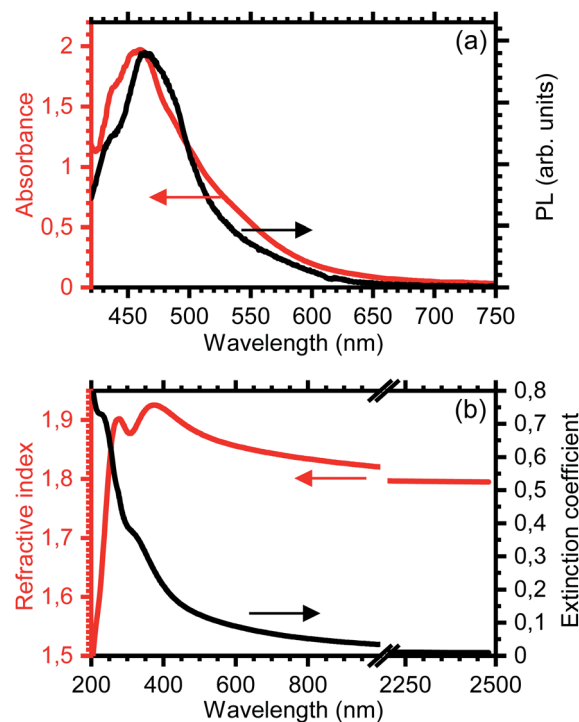 (a)
Absorbance
PL (arb. units)
2
1.5
1
0.5
0
450 500 550 600 650 700 750
Wavelength (nm)
(b)
Refractive index
Extinction coefficient
1,9
1,8
1,7
1,6
1,5
0,8
0,7
0,6
0,5
0,4
0,3
0,2
0,1
0
200 400 600 800 2250 2500
Wavelength (nm)